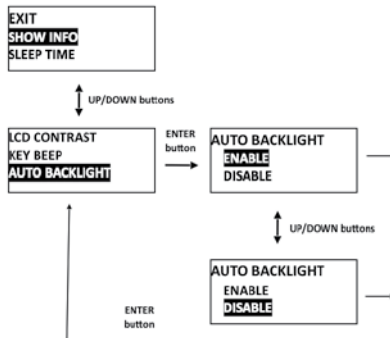 EXIT
SHOW INFO
SLEEP TIME
UP/DOWN buttons
LCD CONTRAST
KEY BEEP
AUTO BACKLIGHT
ENTER
button
AUTO BACKLIGHT
ENABLE
DISABLE
UP/DOWN buttons
AUTO BACKLIGHT
ENABLE
DISABLE
ENTER
button